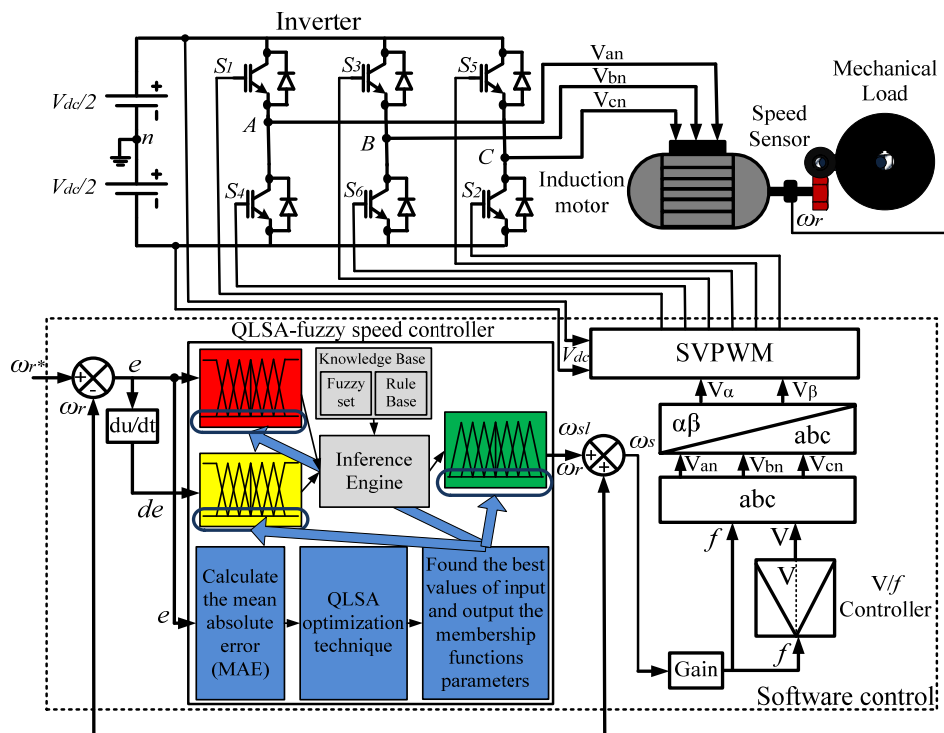 Inverter
Vdc/2
n
Vdc/2
S1
S3
S5
A
B
C
S4
S6
S2
Van
Vbn
Vcn
Mechanical
Load
Speed
Sensor
Induction
motor
ωr
QLSA-fuzzy speed controller
Vdc
SVPWM
Vα
Vβ
αβ
abc
Van
Vbn
Vcn
abc
f
V
V
f
V/f
Controller
Gain
Software control
ωr*
+
-
ωr
e
du/dt
de
e
Knowledge Base
Fuzzy
set
Rule
Base
Inference
Engine
ωsl
ωr
+
+
ωs
Calculate
the mean
absolute
error
(MAE)
QLSA
optimization
technique
Found the best
values of input
and output the
membership
functions
parameters